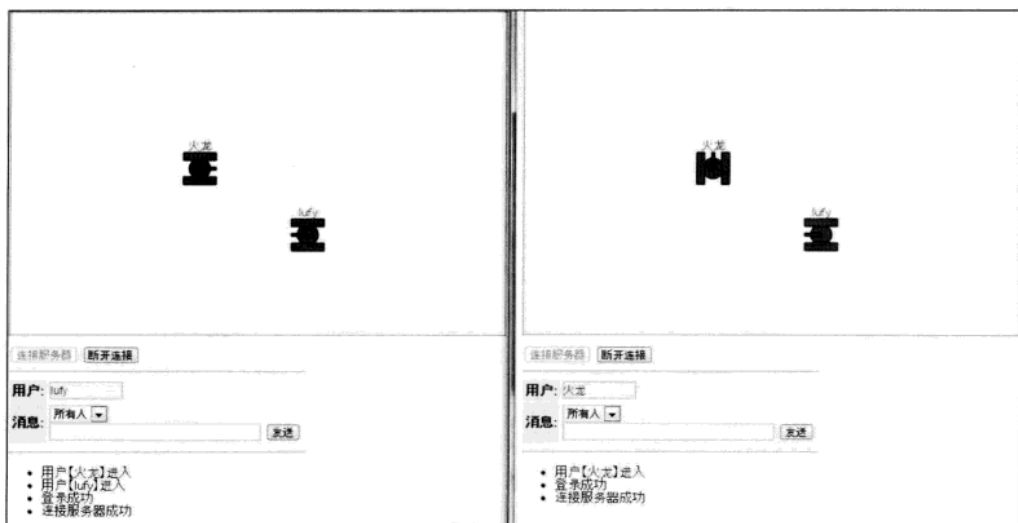 火龙
lufy
连接服务器 断开连接
用户: lufy
消息: 所有人
发送
用户【火龙】进入
用户【lufy】进入
登录成功
连接服务器成功
火龙
lufy
连接服务器 断开连接
用户: 火龙
消息: 所有人
发送
用户【火龙】进入
登录成功
连接服务器成功